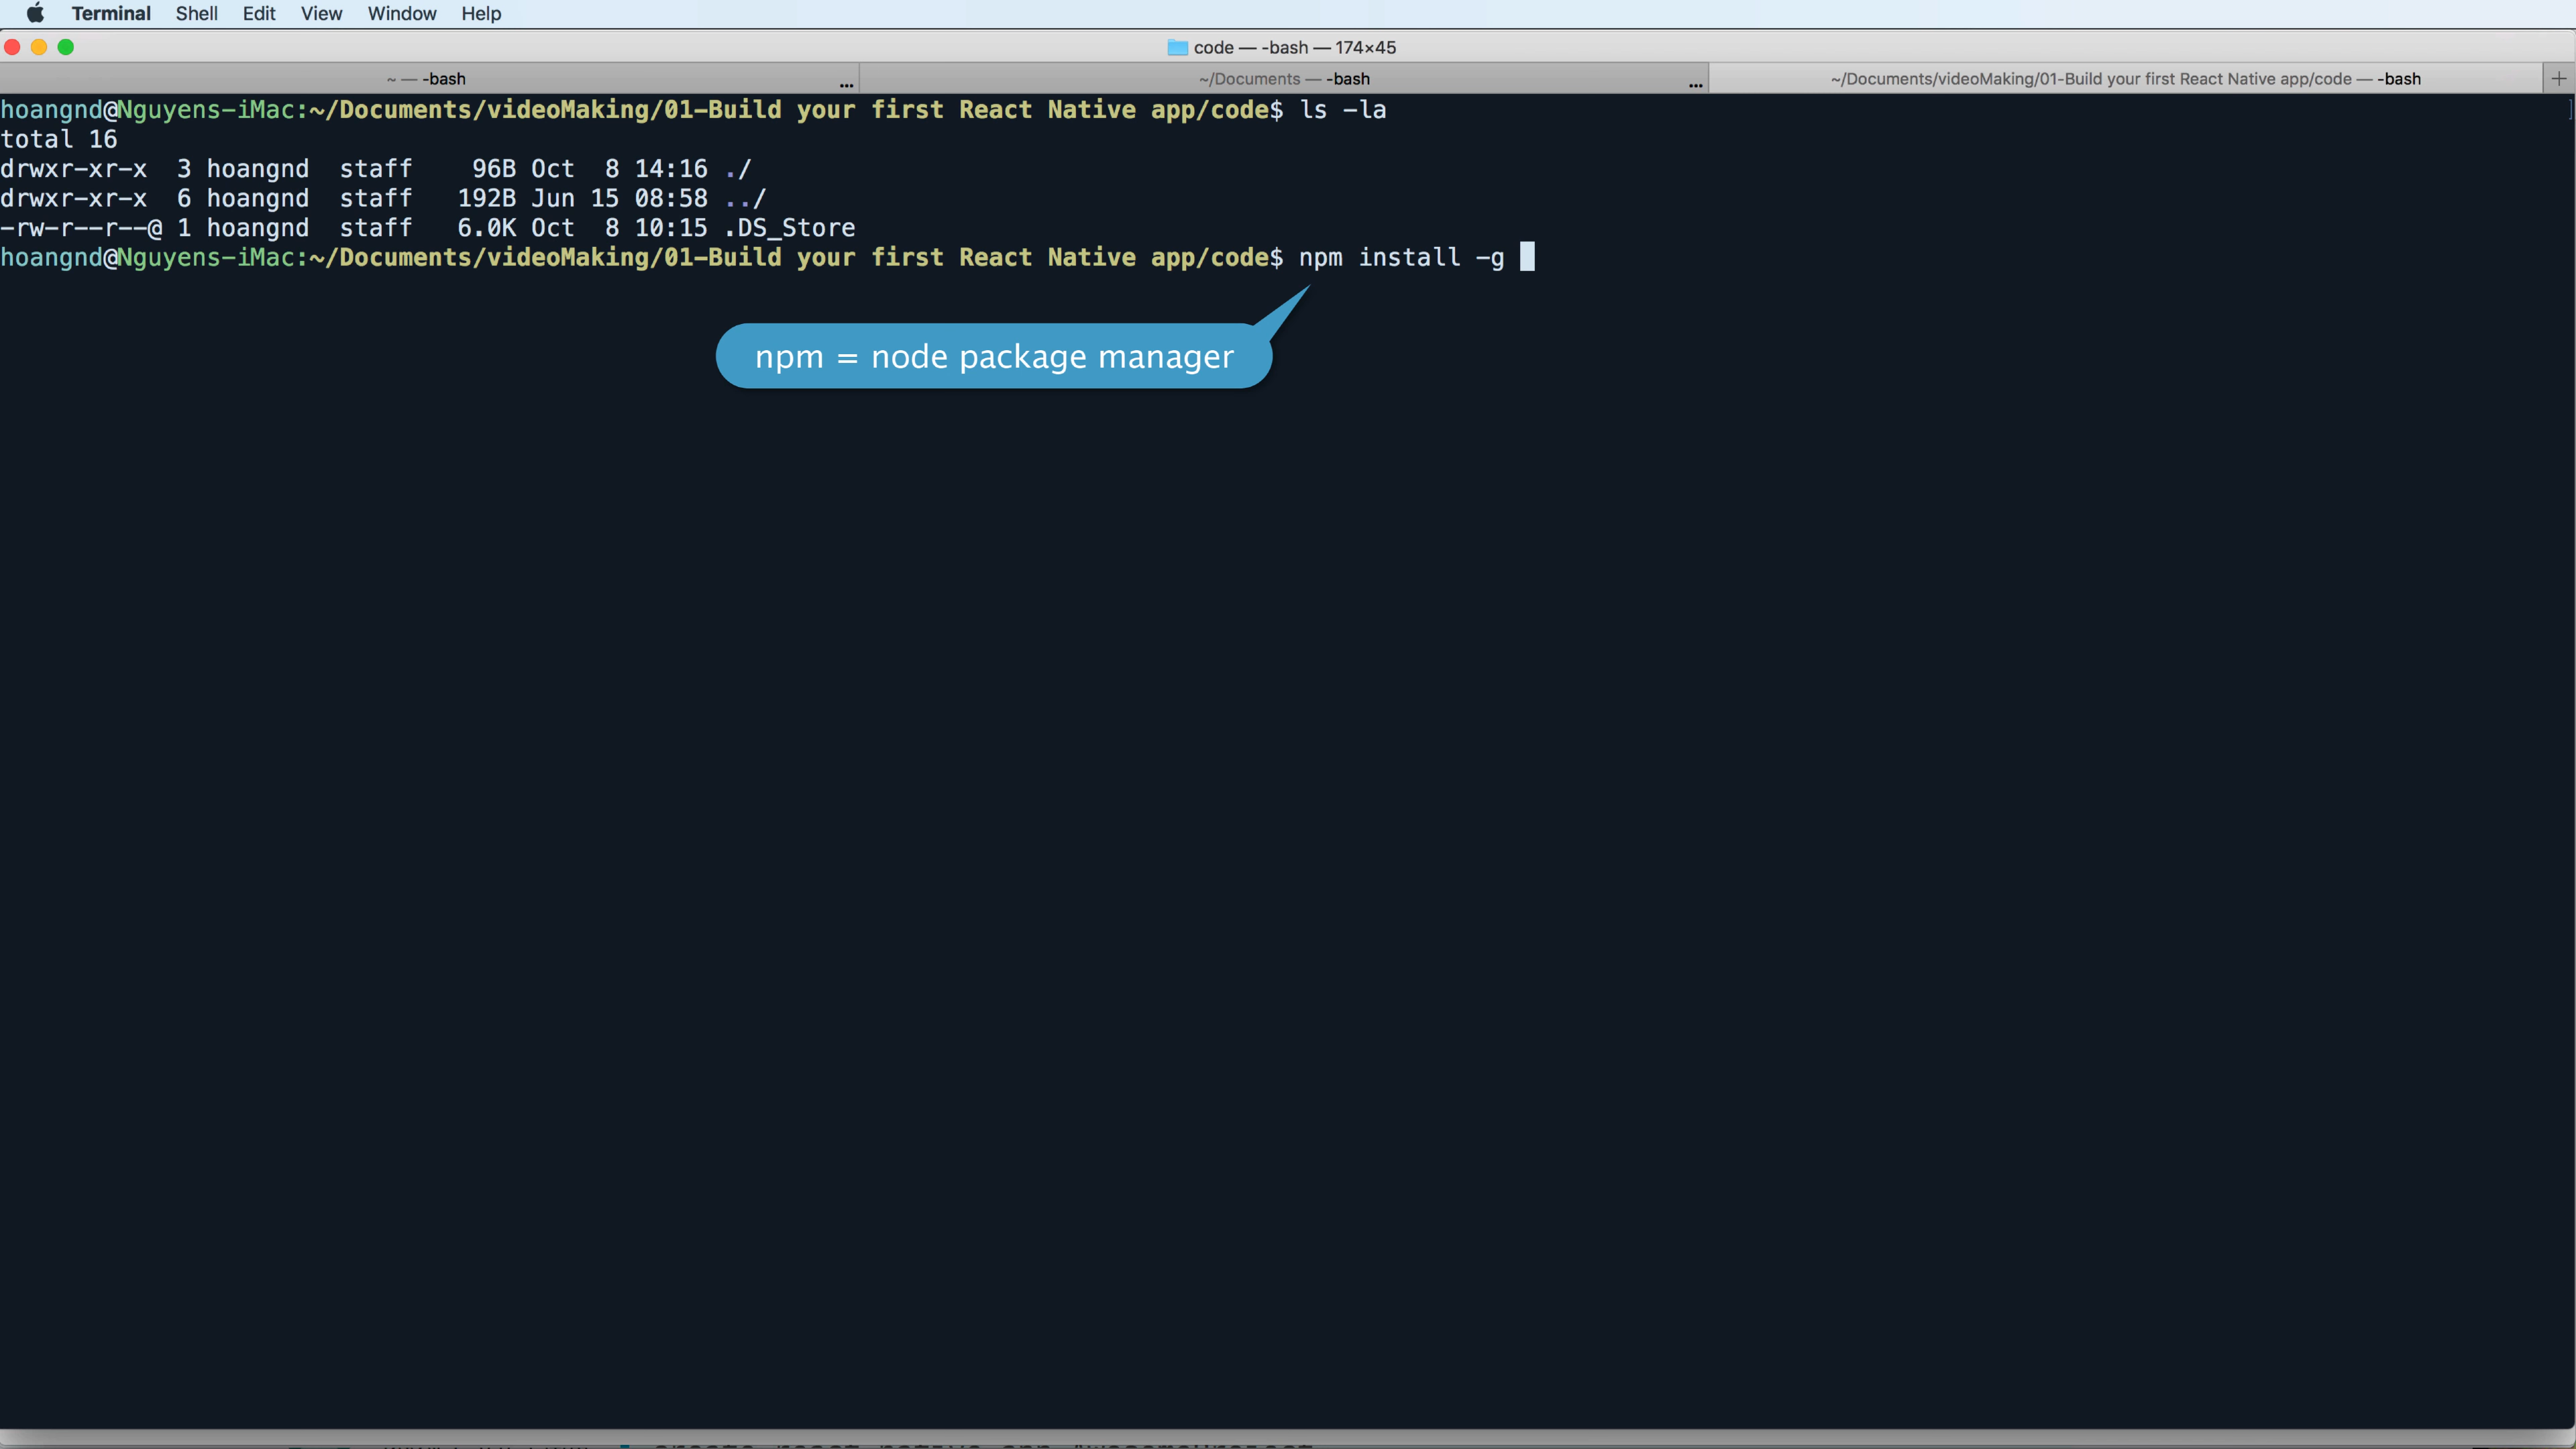 Terminal Shell Edit View Window Help
code — -bash — 174×45
~ — -bash ... ~/Documents — -bash ... ~/Documents/videoMaking/01-Build your first React Native app/code — -bash +
hoangnd@Nguyens-iMac:~/Documents/videoMaking/01-Build your first React Native app/code$ ls -la
total 16
drwxr-xr-x 3 hoangnd staff 96B Oct 8 14:16 ./
drwxr-xr-x 6 hoangnd staff 192B Jun 15 08:58 ../
-rw-r--r--@ 1 hoangnd staff 6.0K Oct 8 10:15 .DS_Store
hoangnd@Nguyens-iMac:~/Documents/videoMaking/01-Build your first React Native app/code$ npm install -g
npm = node package manager